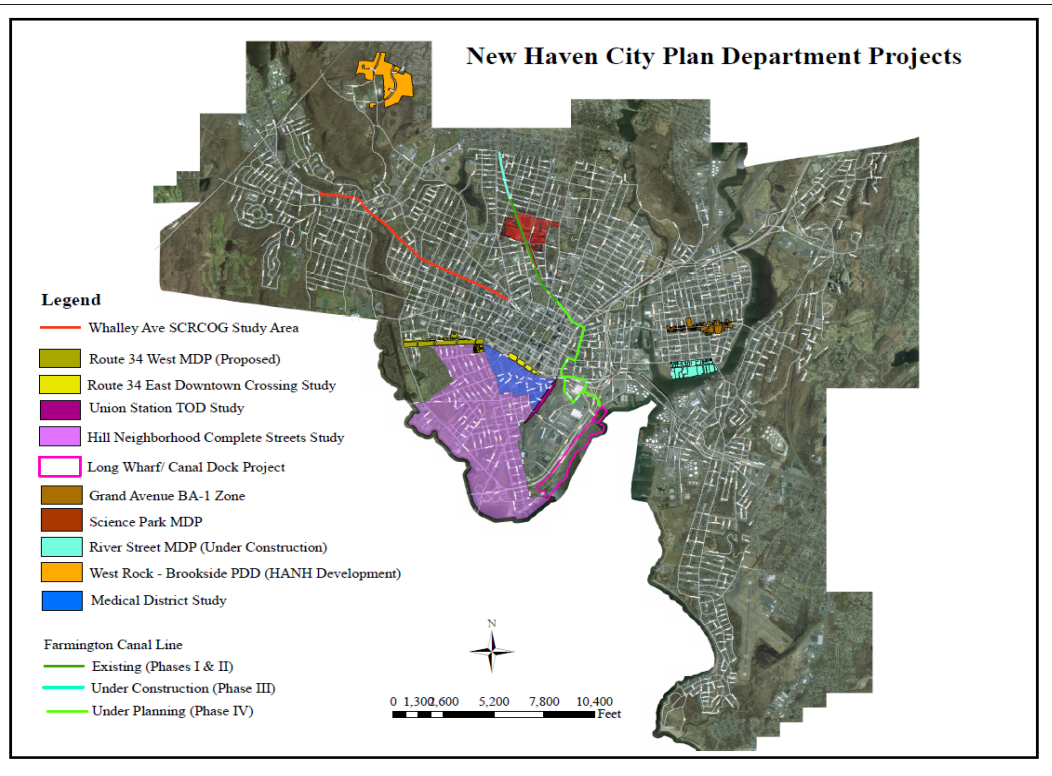 New Haven City Plan Department Projects
Legend
Whalley Ave SCRCOG Study Area
Route 34 West MDP (Proposed)
Route 34 East Downtown Crossing Study
Union Station TOD Study
Hill Neighborhood Complete Streets Study
Long Wharf/ Canal Dock Project
Grand Avenue BA-1 Zone
Science Park MDP
River Street MDP (Under Construction)
West Rock - Brookside PDD (HANH Development)
Medical District Study
Farmington Canal Line
Existing (Phases I & II)
Under Construction (Phase III)
Under Planning (Phase IV)
N
0 1,300 2,600 5,200 7,800 10,400
Feet